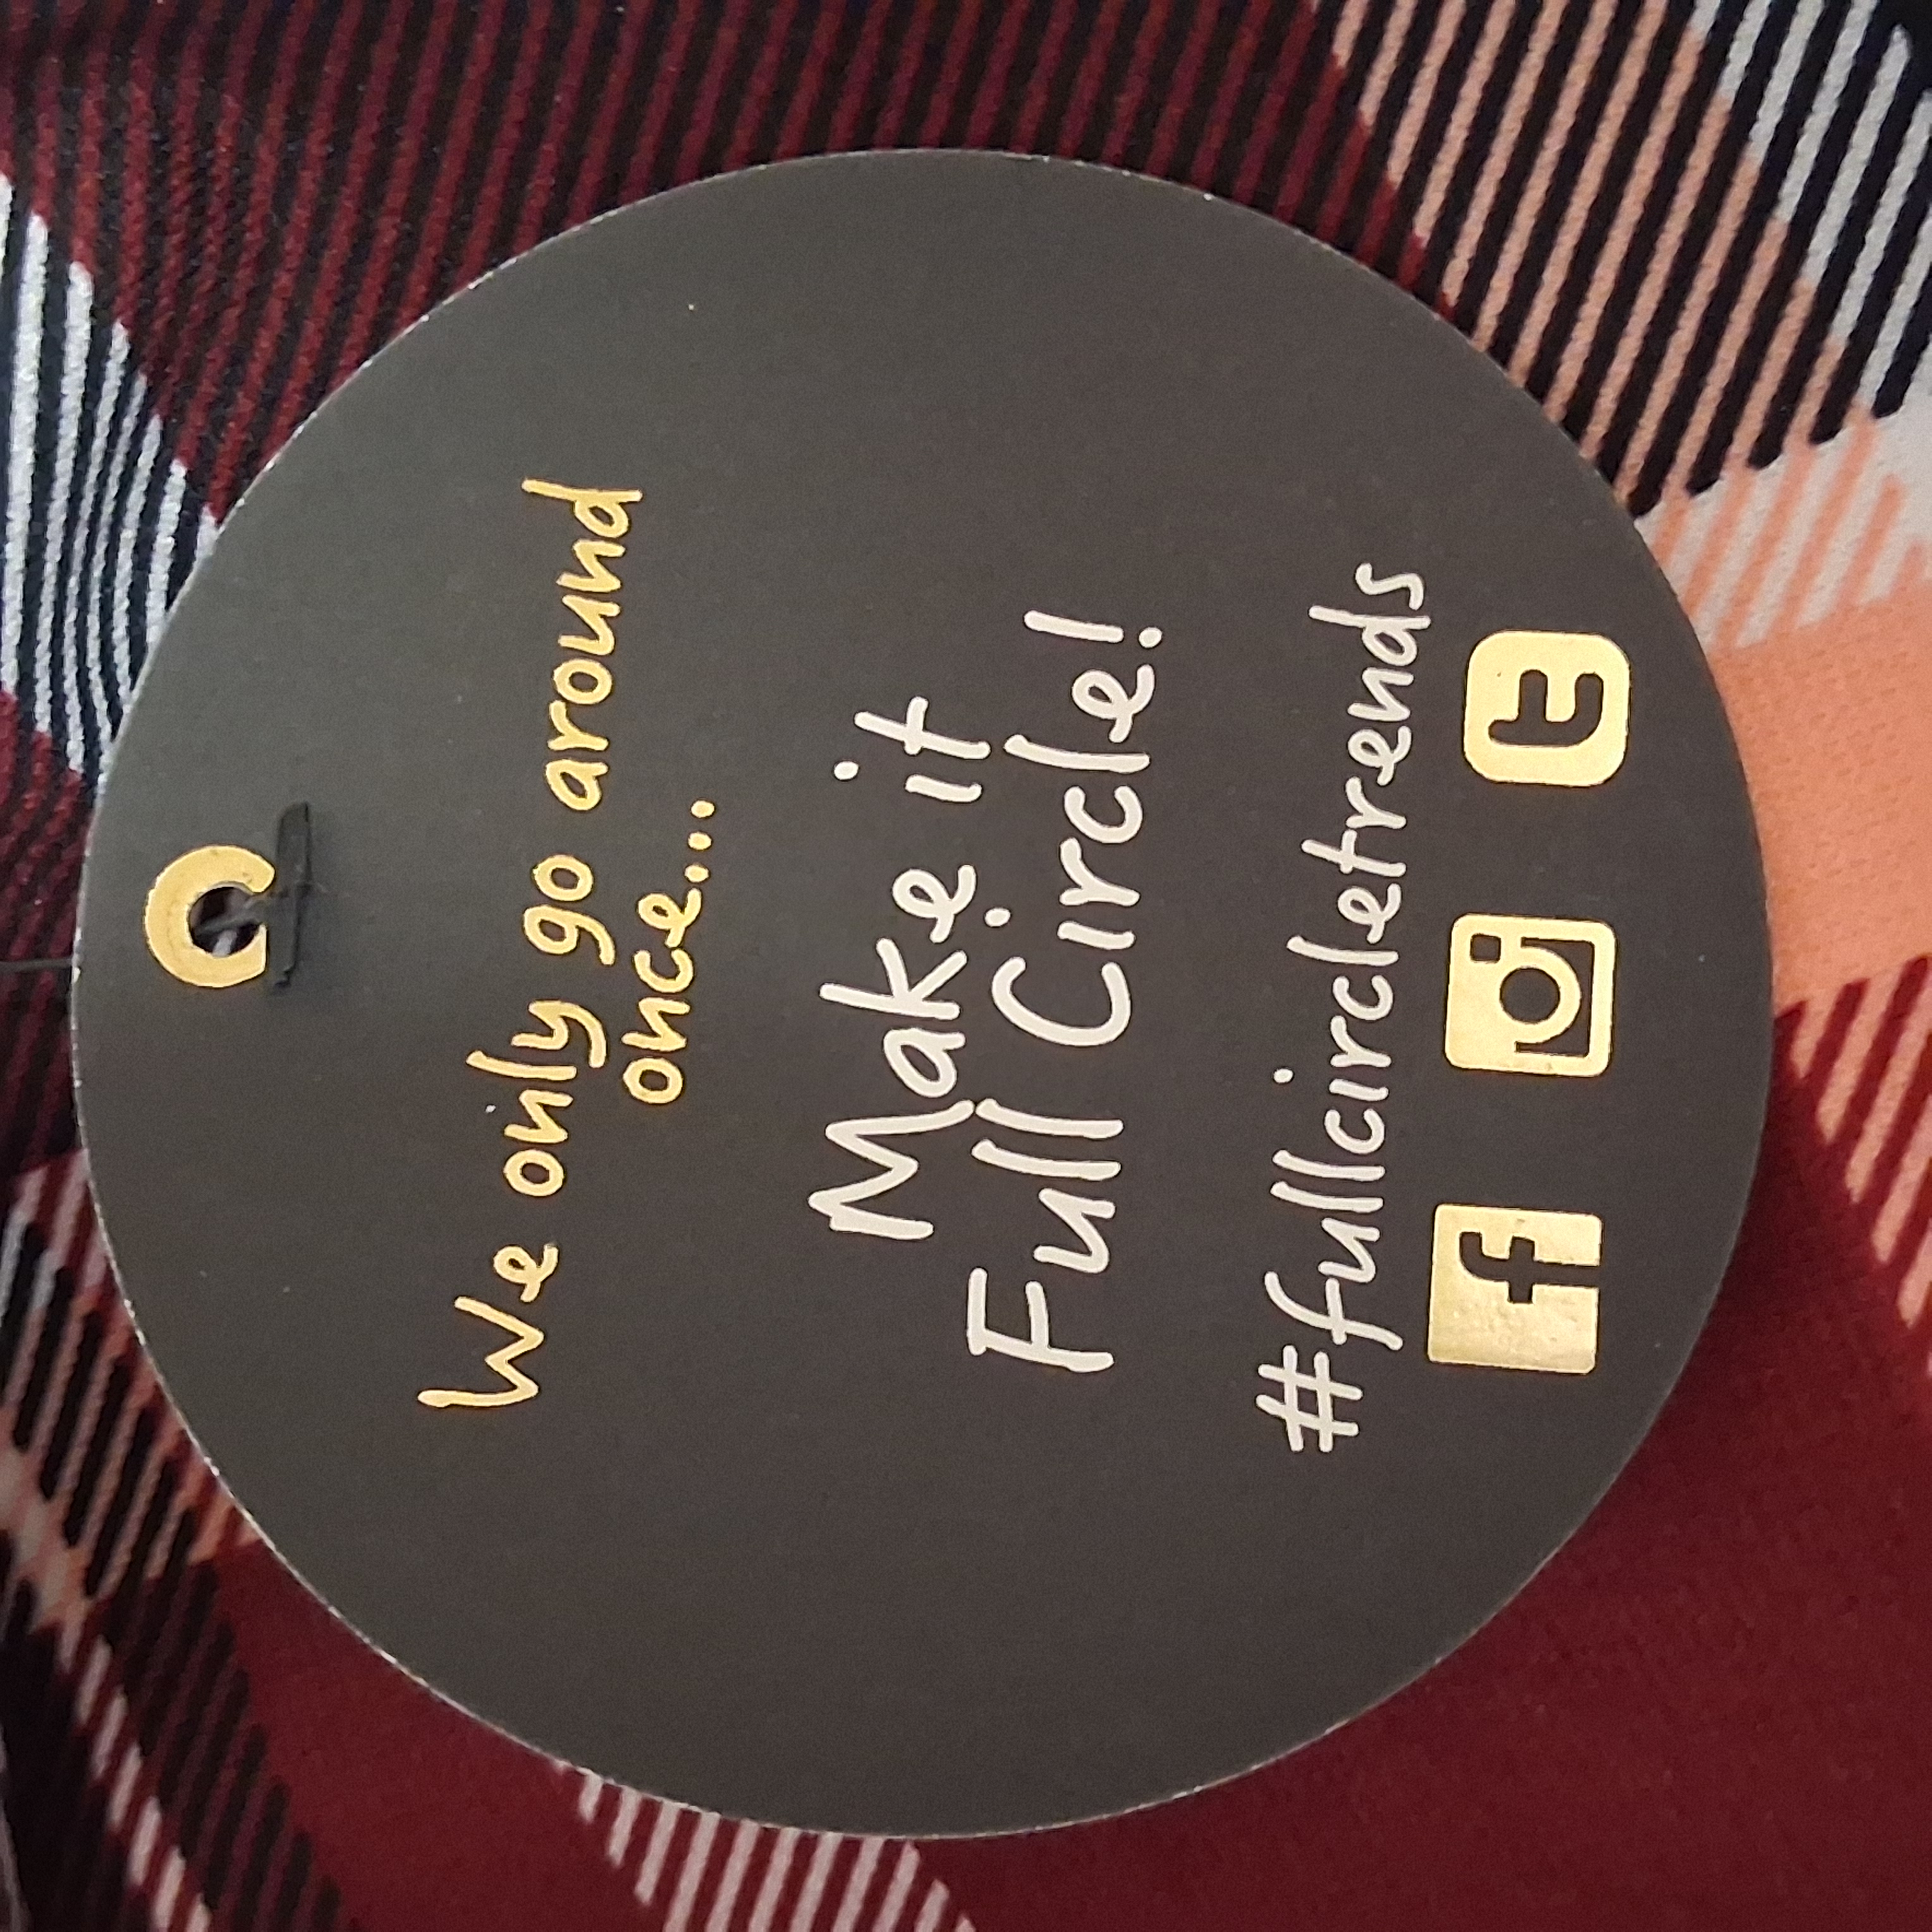 We only go around
once...
Make it
Full Circle!
#fullcircletrends